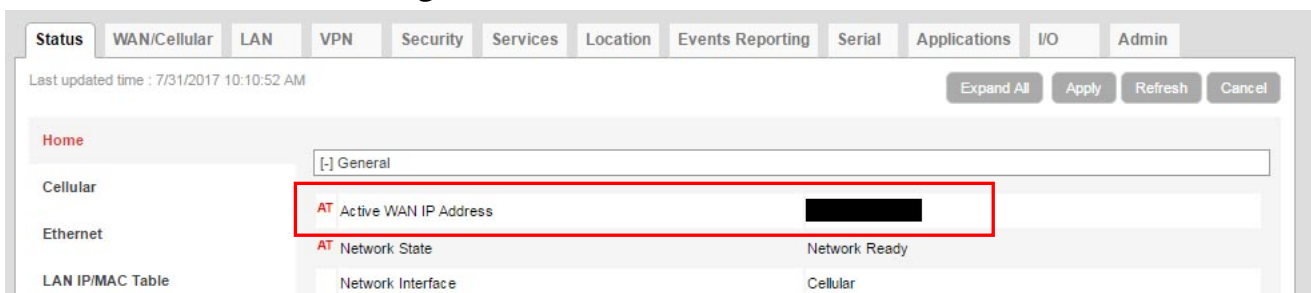 Status WAN/Cellular LAN VPN Security Services Location Events Reporting Serial Applications I/O Admin
Last updated time : 7/31/2017 10:10:52 AM
Expand All Apply Refresh Cancel
Home
[-] General
Cellular
AT Active WAN IP Address
Ethernet
AT Network State Network Ready
LAN IP/MAC Table
Network Interface Cellular